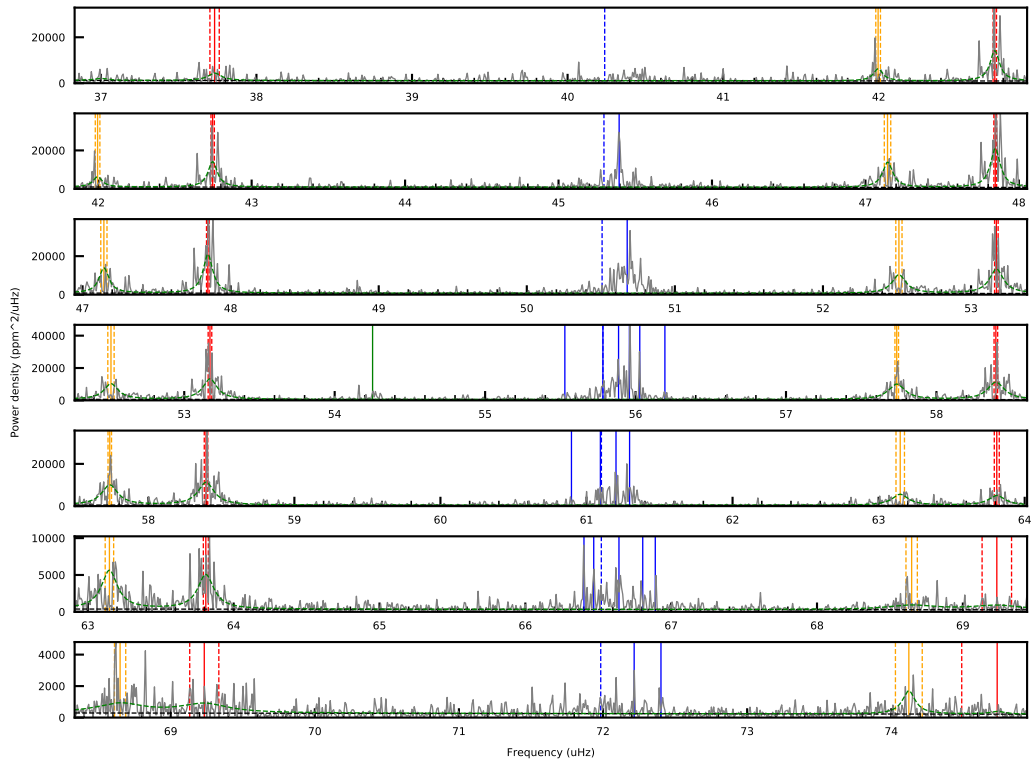 20000
0
37 38 39 40 41 42
20000
0
42 43 44 45 46 47 48
20000
0
47 48 49 50 51 52 53
Power density (ppm^2/uHz)
40000
20000
0
53 54 55 56 57 58
20000
0
58 59 60 61 62 63 64
10000
5000
0
63 64 65 66 67 68 69
4000
2000
0
69 70 71 72 73 74
Frequency (uHz)